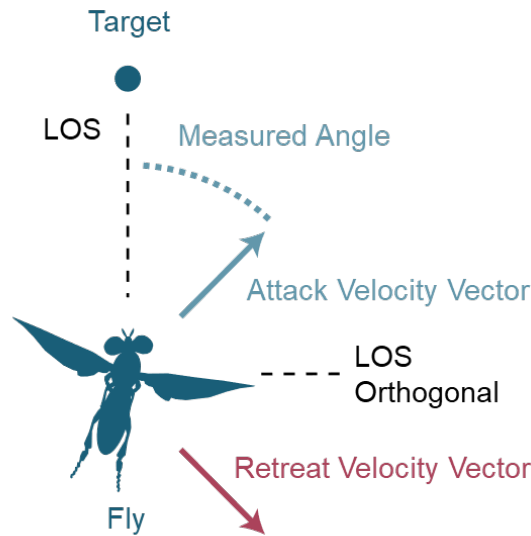 Target
LOS
Measured Angle
Attack Velocity Vector
LOS
Orthogonal
Retreat Velocity Vector
Fly